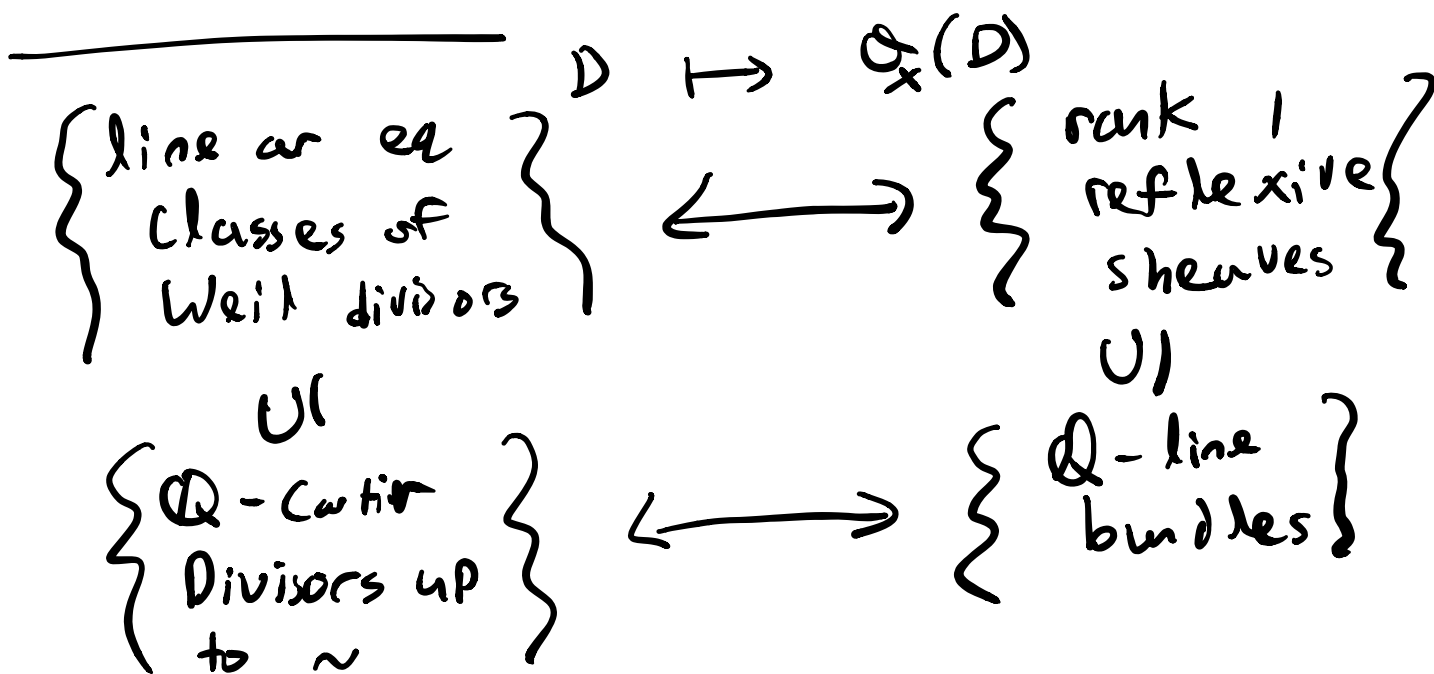 D ↦ O_X(D)
{ linear eq classes of Weil divisors } ↔ { rank 1 reflexive sheaves }
∪| ∪|
{ Q-Cartier Divisors up to ~ } ↔ { Q-line bundles }